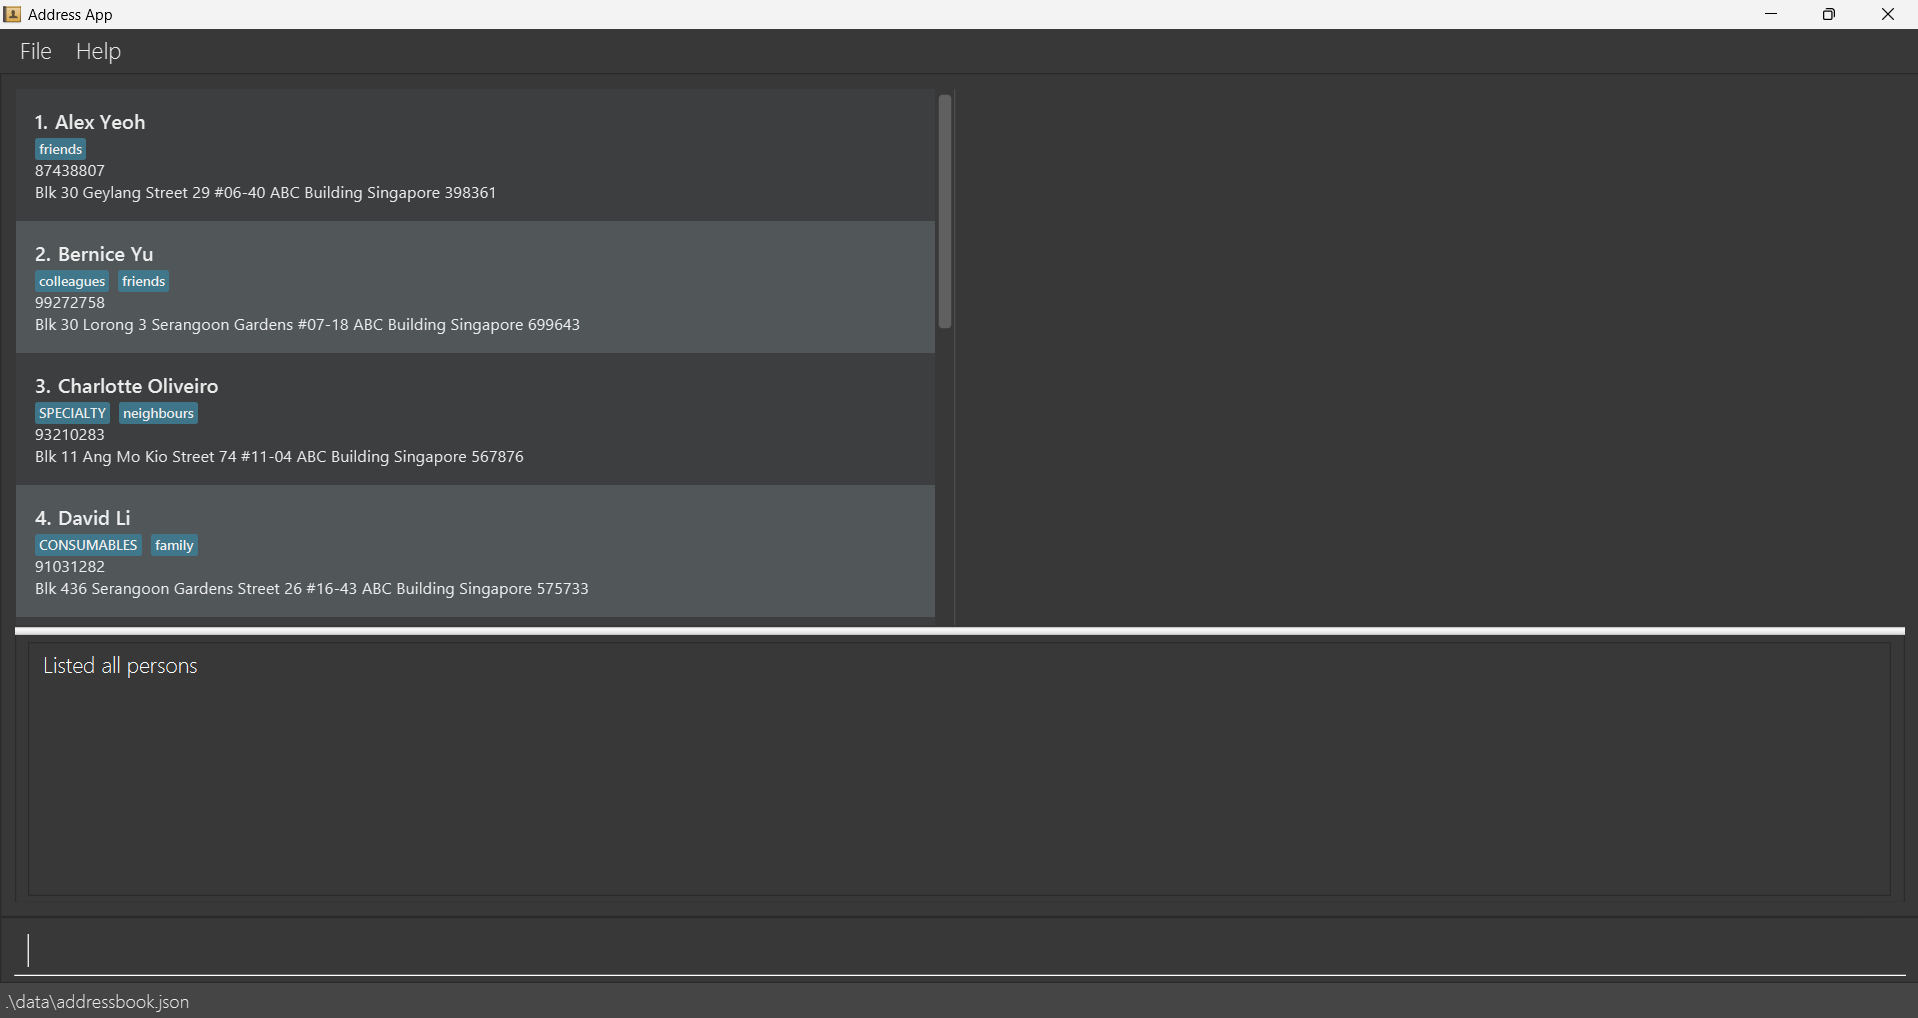 Address App
File Help
1. Alex Yeoh
friends
87438807
Blk 30 Geylang Street 29 #06-40 ABC Building Singapore 398361
2. Bernice Yu
colleagues friends
99272758
Blk 30 Lorong 3 Serangoon Gardens #07-18 ABC Building Singapore 699643
3. Charlotte Oliveiro
SPECIALTY neighbours
93210283
Blk 11 Ang Mo Kio Street 74 #11-04 ABC Building Singapore 567876
4. David Li
CONSUMABLES family
91031282
Blk 436 Serangoon Gardens Street 26 #16-43 ABC Building Singapore 575733
Listed all persons
.\data\addressbook.json